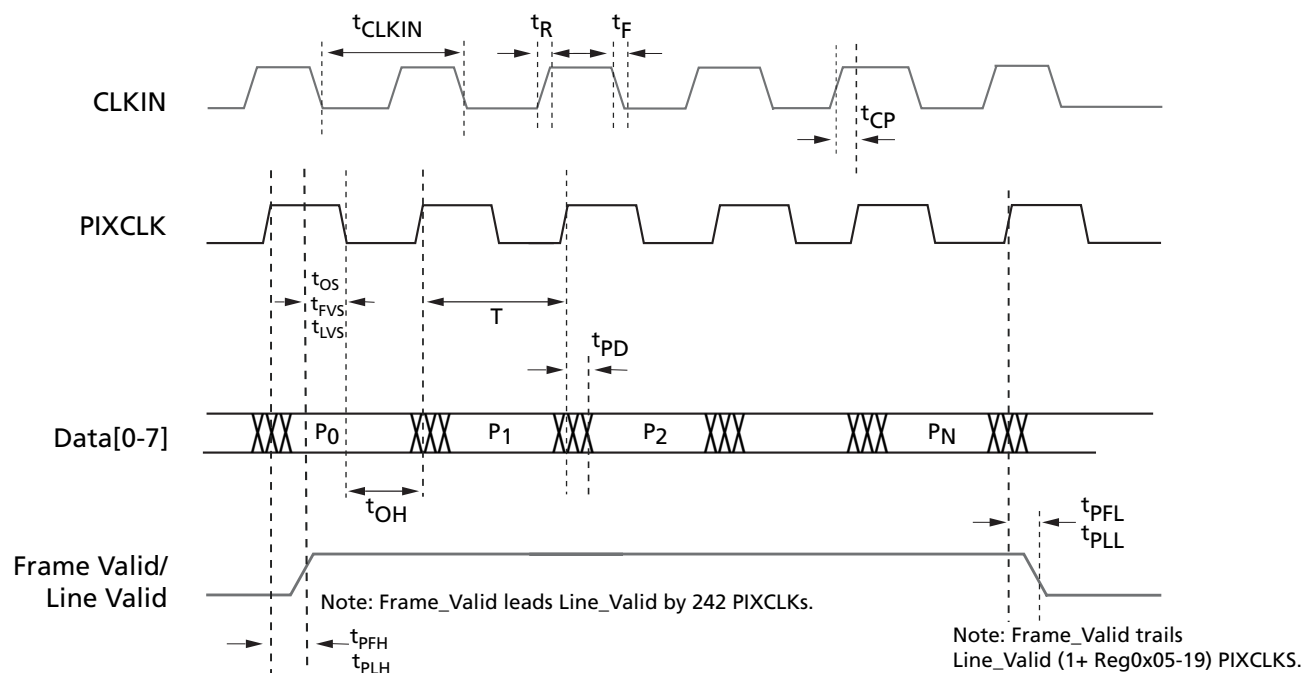 tCLKIN
tR
tF
CLKIN
tCP
PIXCLK
tOS
tFVS
tLVS
T
tPD
Data[0-7]
P0
P1
P2
PN
tOH
tPFL
tPLL
Frame Valid/
Line Valid
Note: Frame_Valid leads Line_Valid by 242 PIXCLKs.
tPFH
tPLH
Note: Frame_Valid trails
Line_Valid (1+ Reg0x05-19) PIXCLKS.